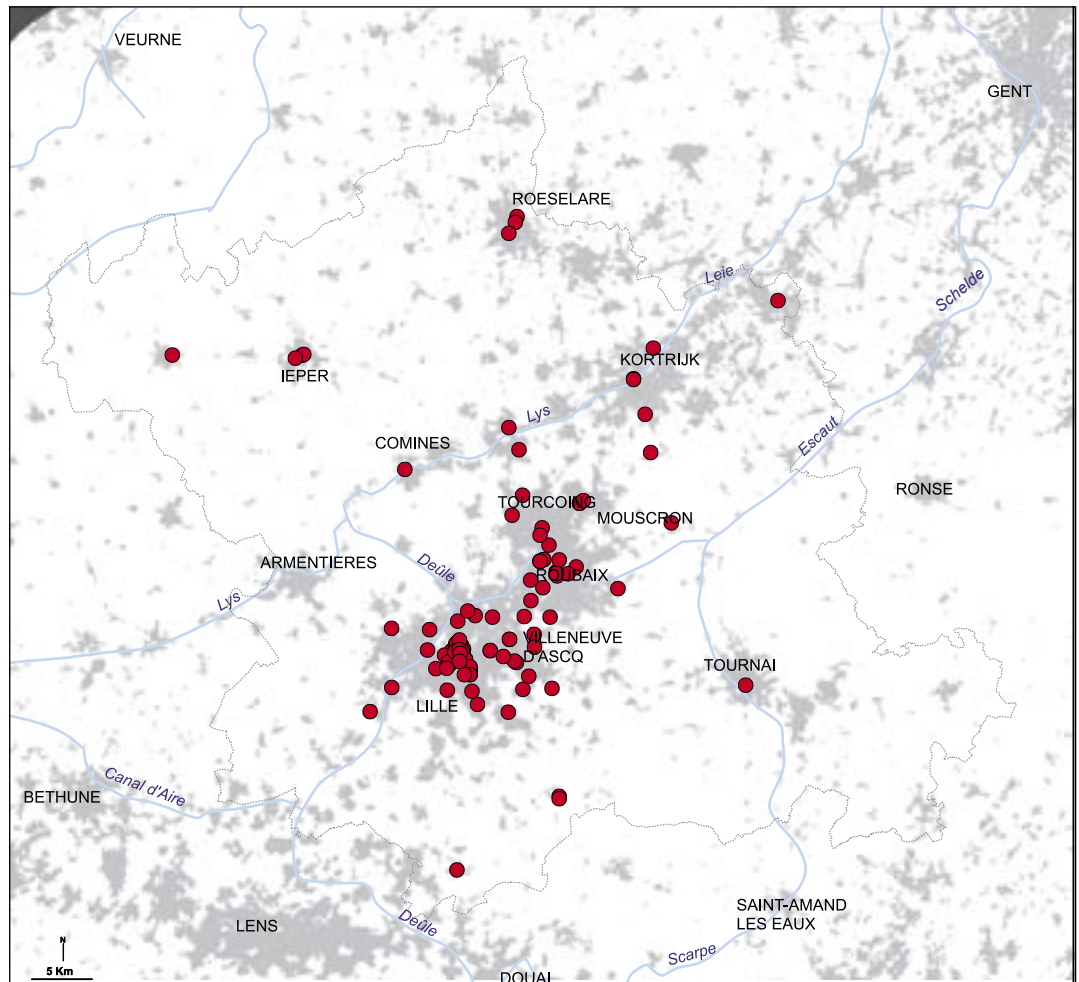 VEURNE
GENT
ROESELARE
Leie
Schelde
KORTRIJK
IEPER
Lys
COMINES
Escaut
RONSE
TOURCOING
MOUSCRON
ARMENTIERES
Deûle
ROUBAIX
Lys
VILLENEUVE
D'ASCQ
TOURNAI
LILLE
Canal d'Aire
BETHUNE
SAINT-AMAND
LES EAUX
LENS
Deûle
Scarpe
N
5 Km
DOUAI